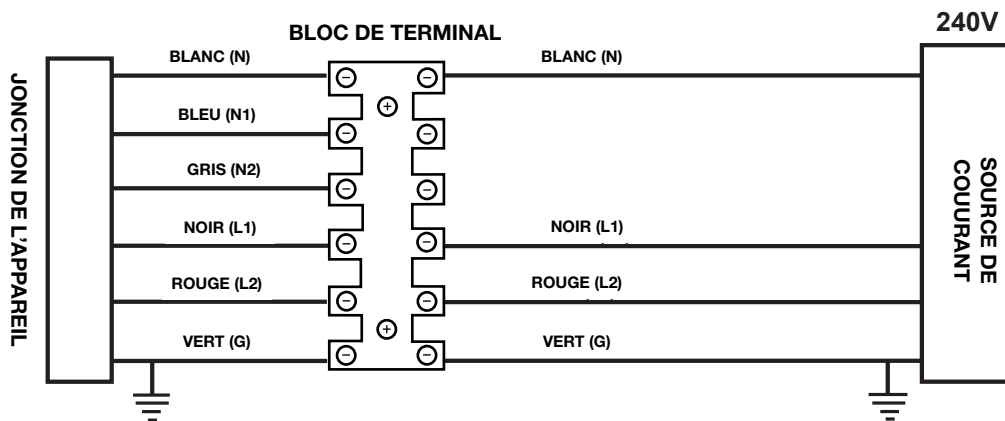 240V
BLOC DE TERMINAL
BLANC (N)
BLANC (N)
BLEU (N1)
GRIS (N2)
NOIR (L1)
NOIR (L1)
ROUGE (L2)
ROUGE (L2)
VERT (G)
VERT (G)
JONCTION DE L'APPAREIL
SOURCE DE
COUURANT